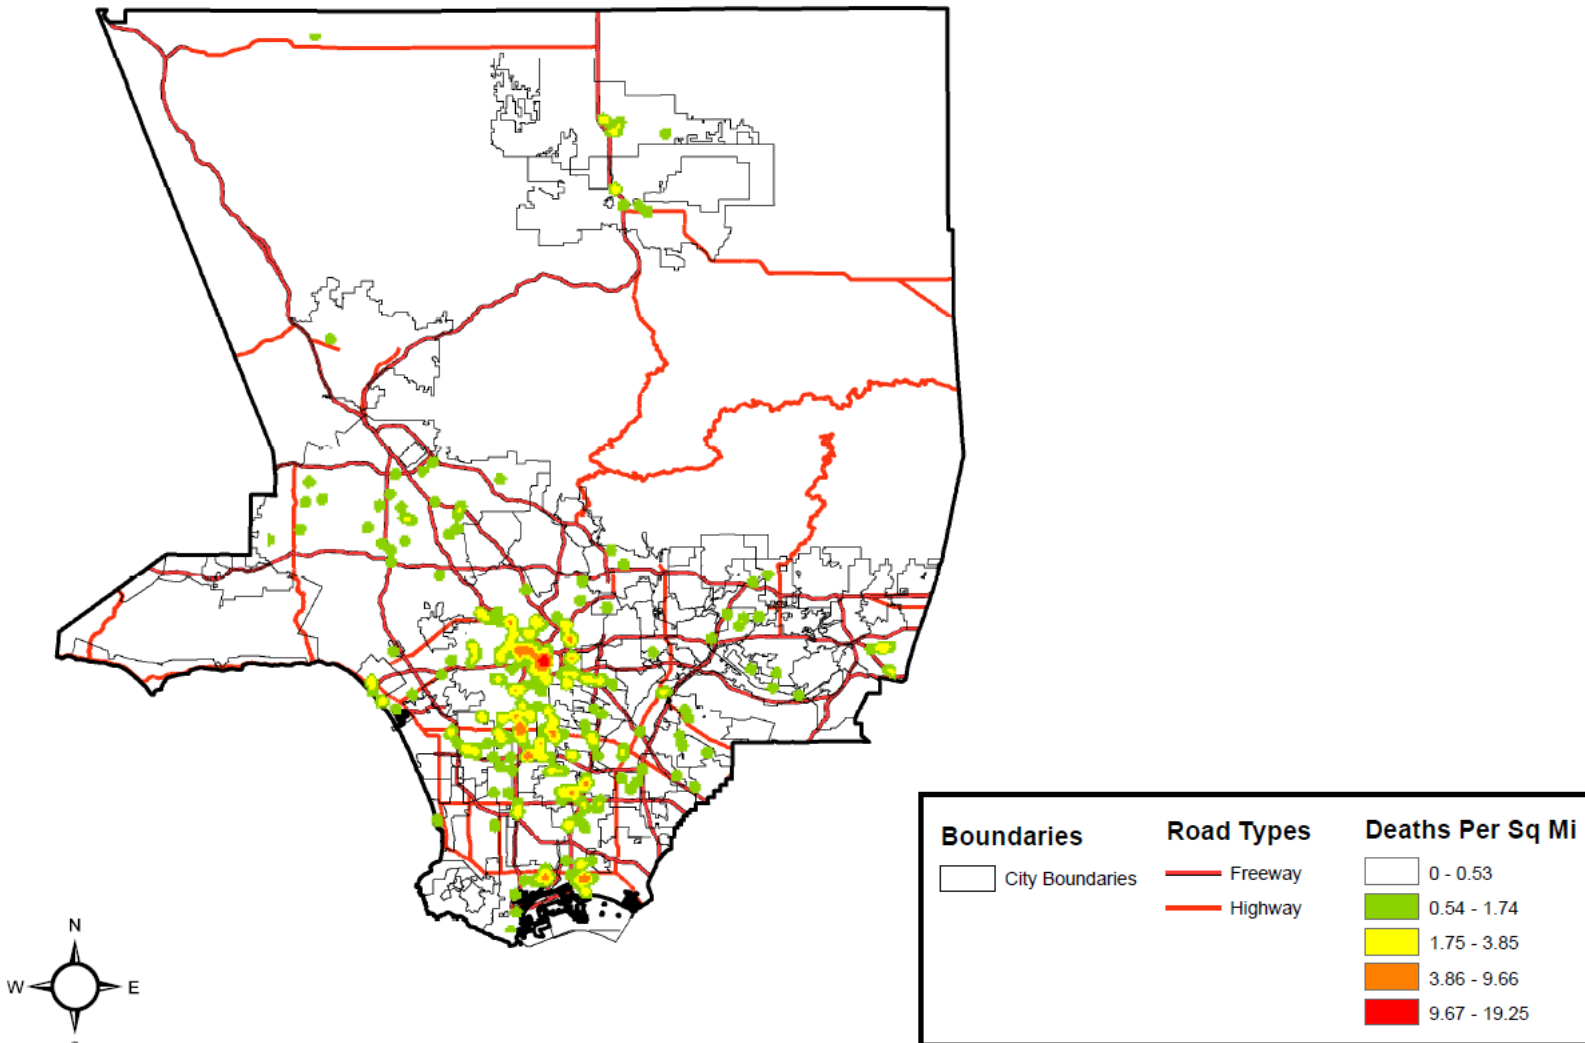 Boundaries
City Boundaries
Road Types
Freeway
Highway
Deaths Per Sq Mi
0 - 0.53
0.54 - 1.74
1.75 - 3.85
3.86 - 9.66
9.67 - 19.25
N
W E